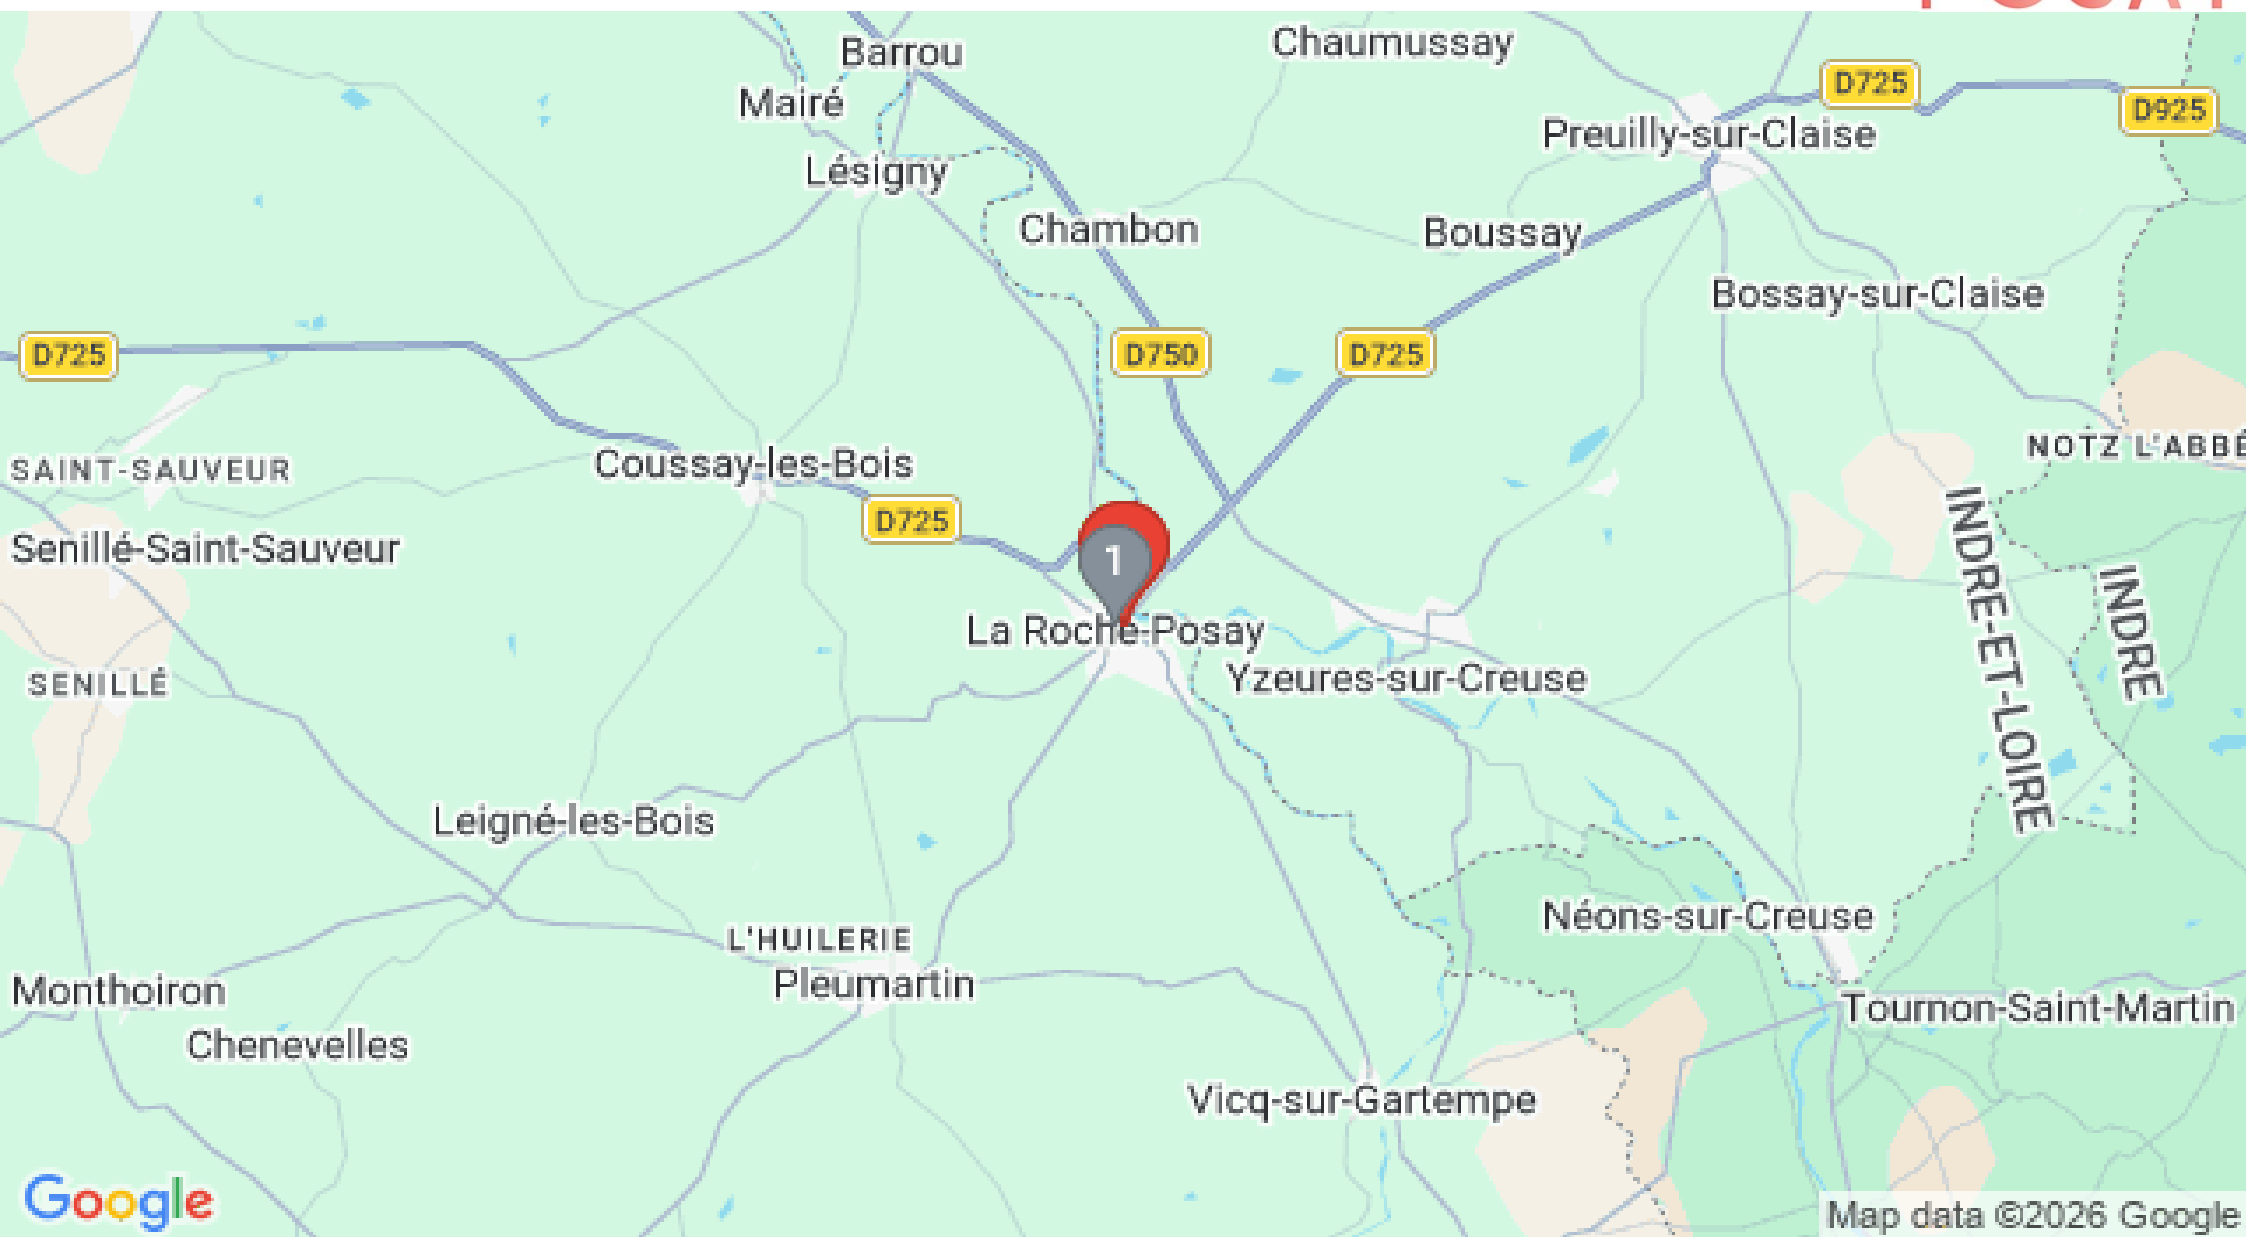 Barrou
Chaumussay
D725
Mairé
D925
Preuilly-sur-Claise
Lésigny
Chambon
Boussay
Bossay-sur-Claise
D725
D750
D725
SAINT-SAUVEUR
Coussay-les-Bois
NOTZ L'ABBÉ
D725
Senillé-Saint-Sauveur
1
INDRE-ET-LOIRE
INDRE
La Roche-Posay
Yzeures-sur-Creuse
SENILLÉ
Leigné-les-Bois
Néons-sur-Creuse
L'HUILERIE
Monthoiron
Pleumartin
Tournon-Saint-Martin
Chenevelles
Vicq-sur-Gartempe
Google
Map data ©2026 Google